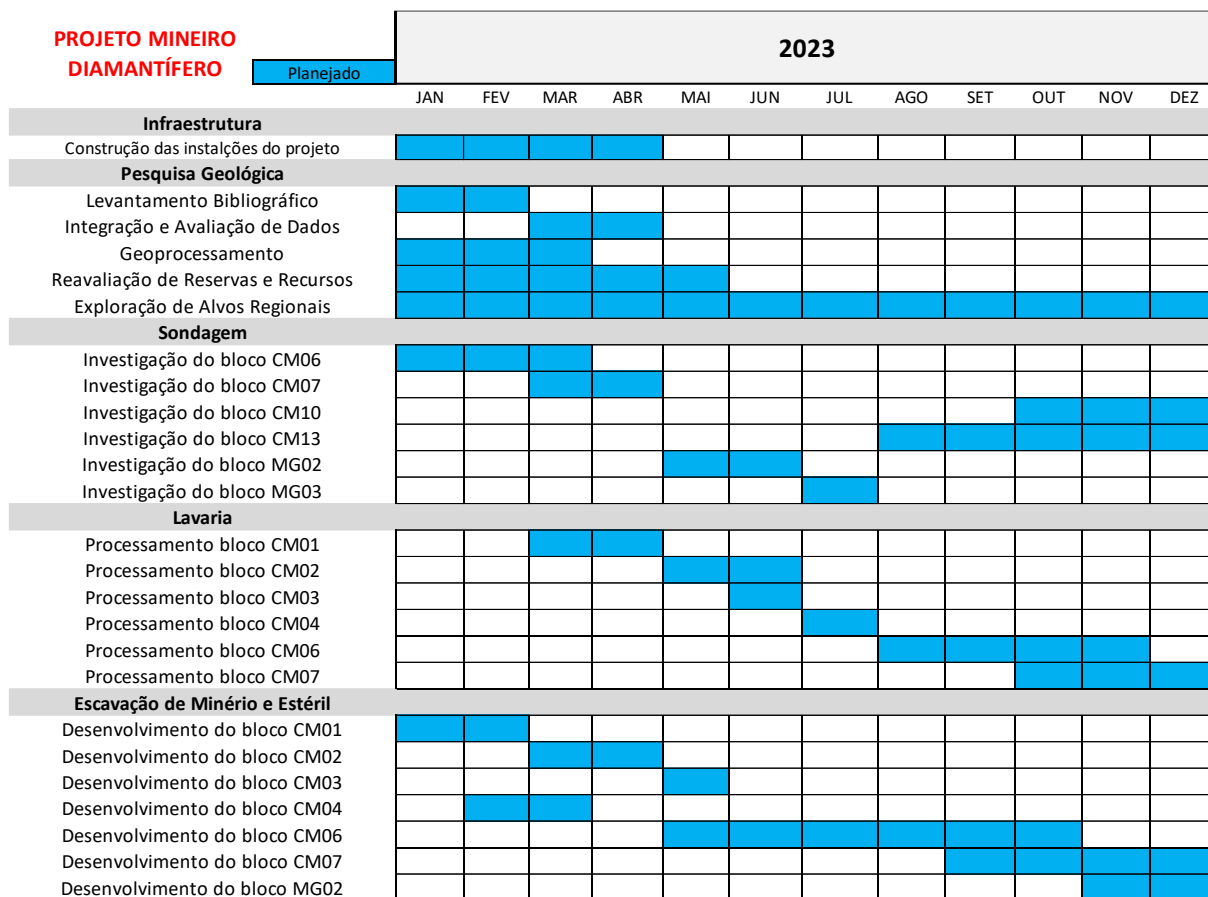 PROJETO MINEIRO
DIAMANTÍFERO
Planejado
2023
JAN FEV MAR ABR MAI JUN JUL AGO SET OUT NOV DEZ
Infraestrutura
Construção das instalções do projeto
Pesquisa Geológica
Levantamento Bibliográfico
Integração e Avaliação de Dados
Geoprocessamento
Reavaliação de Reservas e Recursos
Exploração de Alvos Regionais
Sondagem
Investigação do bloco CM06
Investigação do bloco CM07
Investigação do bloco CM10
Investigação do bloco CM13
Investigação do bloco MG02
Investigação do bloco MG03
Lavaria
Processamento bloco CM01
Processamento bloco CM02
Processamento bloco CM03
Processamento bloco CM04
Processamento bloco CM06
Processamento bloco CM07
Escavação de Minério e Estéril
Desenvolvimento do bloco CM01
Desenvolvimento do bloco CM02
Desenvolvimento do bloco CM03
Desenvolvimento do bloco CM04
Desenvolvimento do bloco CM06
Desenvolvimento do bloco CM07
Desenvolvimento do bloco MG02